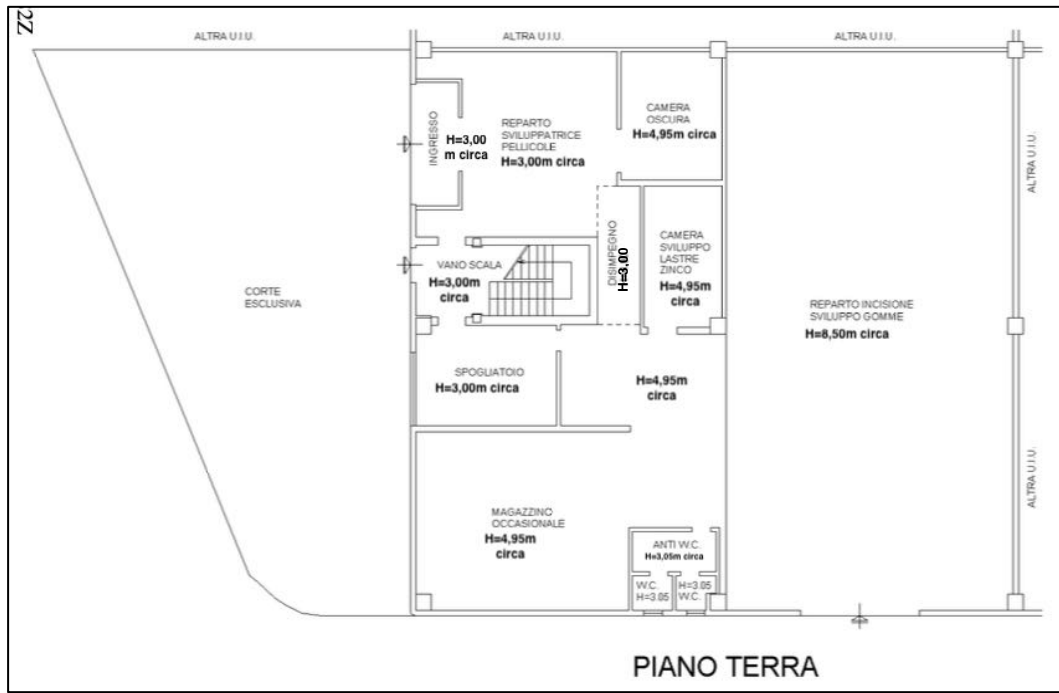 2Z
ALTRA U.I.U.
ALTRA U.I.U.
ALTRA U.I.U.
INGRESSO
H=3,00
m circa
REPARTO
SVILUPPATRICE
PELLICOLE
H=3,00m circa
CAMERA
OSCURA
H=4,95m circa
ALTRA U.I.U.
VANO SCALA
H=3,00m
circa
DISIMPEGNO
H=3,00
CAMERA
SVILUPPO
LASTRE
ZINCO
H=4,95m
circa
CORTE
ESCLUSIVA
REPARTO INCISIONE
SVILUPPO GOMME
H=8,50m circa
SPOGLIATOIO
H=3,00m circa
H=4,95m
circa
ALTRA U.I.U.
MAGAZZINO
OCCASIONALE
H=4,95m
circa
ANTI W.C.
H=3,05m circa
W.C.
H=3.05
H=3.05
W.C.
PIANO TERRA